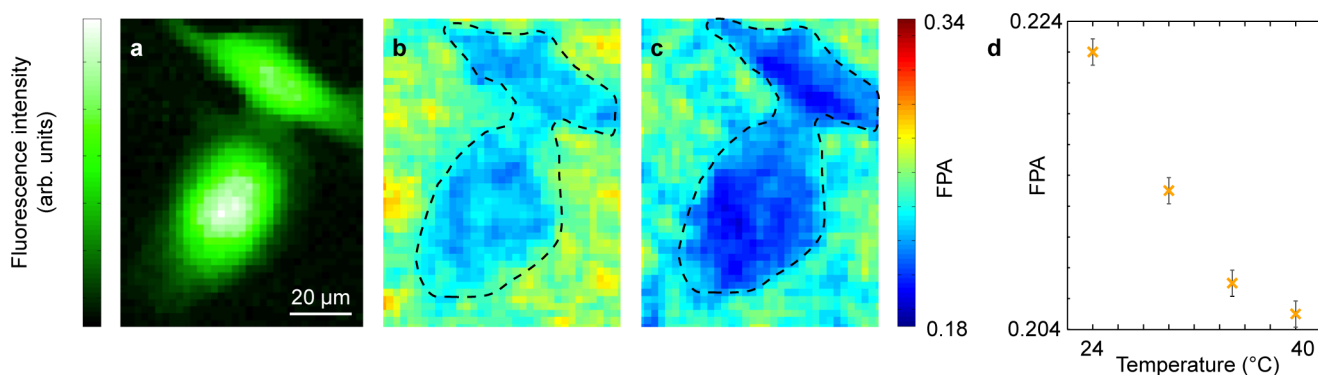 Fluorescence intensity
(arb. units)
a
20 µm
b
c
0.34
FPA
0.18
d
0.224
FPA
0.204
24
40
Temperature (°C)